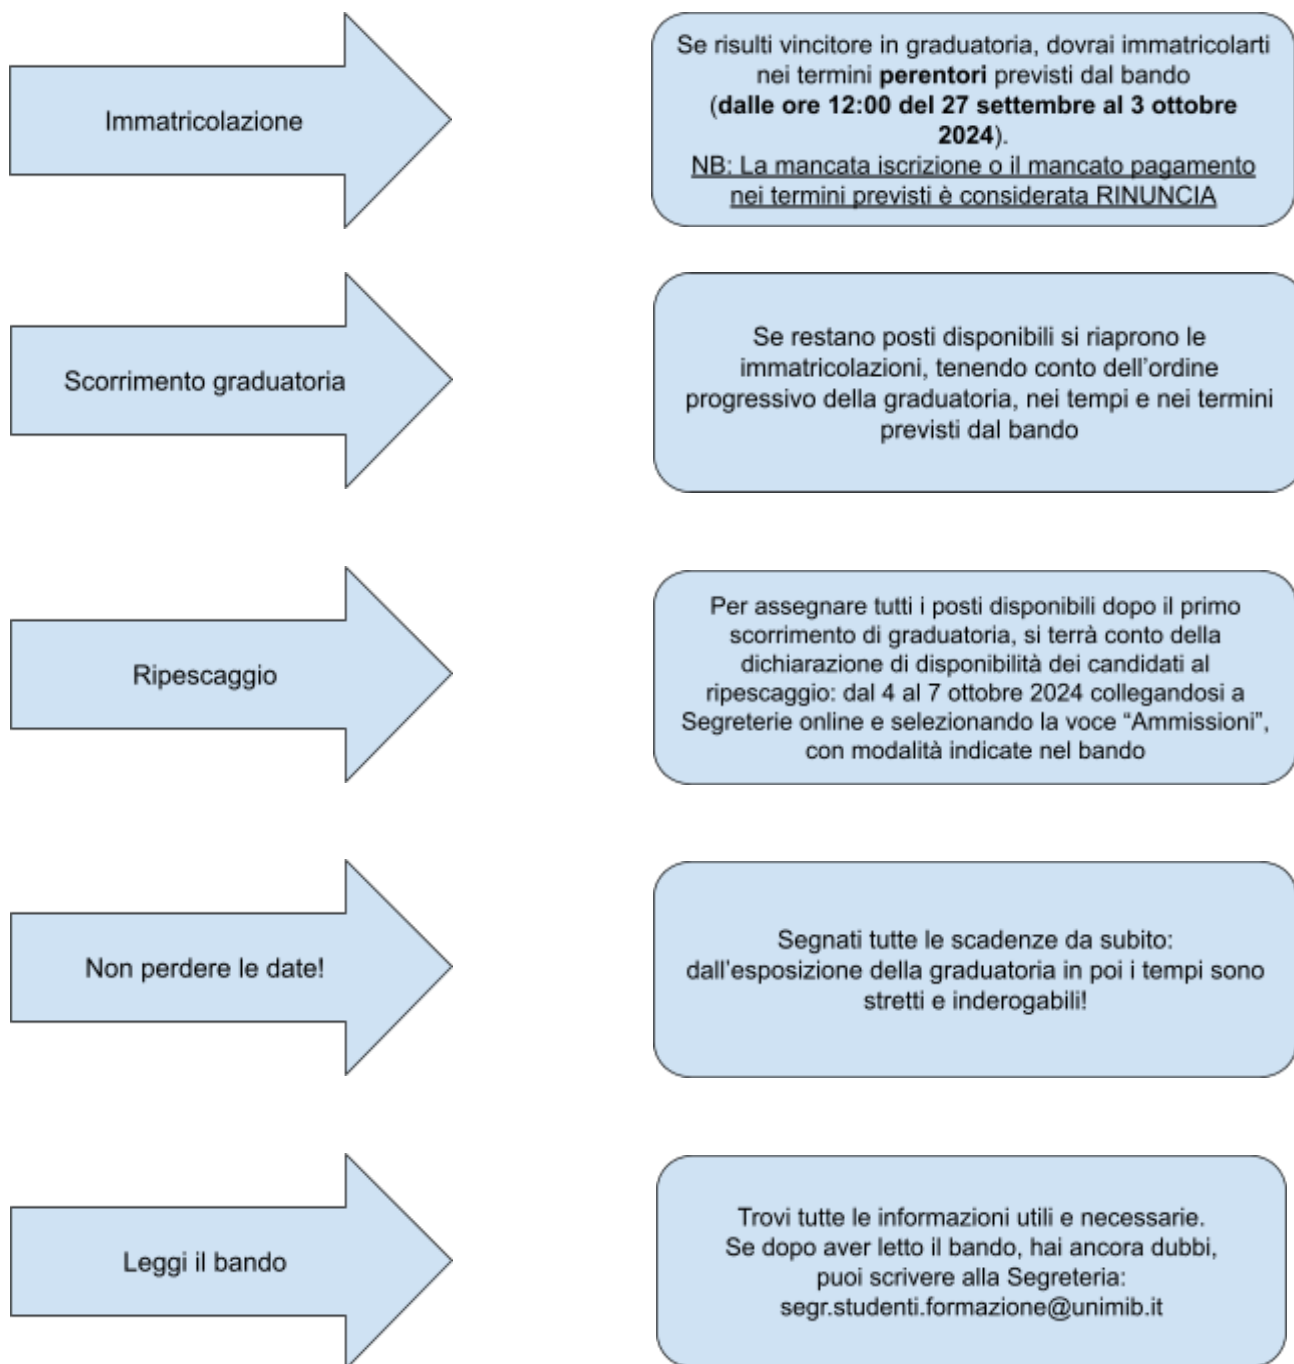 Immatricolazione
Se risulti vincitore in graduatoria, dovrai immatricolarti
nei termini perentori previsti dal bando
(dalle ore 12:00 del 27 settembre al 3 ottobre
2024).
NB: La mancata iscrizione o il mancato pagamento
nei termini previsti è considerata RINUNCIA
Scorrimento graduatoria
Se restano posti disponibili si riaprono le
immatricolazioni, tenendo conto dell’ordine
progressivo della graduatoria, nei tempi e nei termini
previsti dal bando
Ripescaggio
Per assegnare tutti i posti disponibili dopo il primo
scorrimento di graduatoria, si terrà conto della
dichiarazione di disponibilità dei candidati al
ripescaggio: dal 4 al 7 ottobre 2024 collegandosi a
Segreterie online e selezionando la voce “Ammissioni”,
con modalità indicate nel bando
Non perdere le date!
Segnati tutte le scadenze da subito:
dall’esposizione della graduatoria in poi i tempi sono
stretti e inderogabili!
Leggi il bando
Trovi tutte le informazioni utili e necessarie.
Se dopo aver letto il bando, hai ancora dubbi,
puoi scrivere alla Segreteria:
segr.studenti.formazione@unimib.it